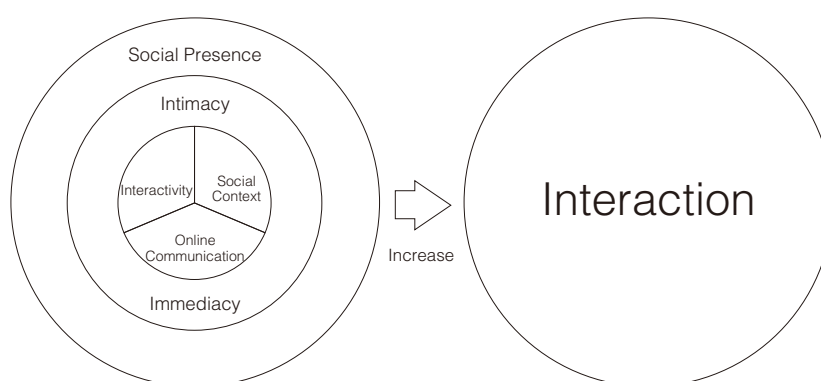 Social Presence
Intimacy
Interactivity
Social
Context
Online
Communication
Immediacy
Increase
Interaction